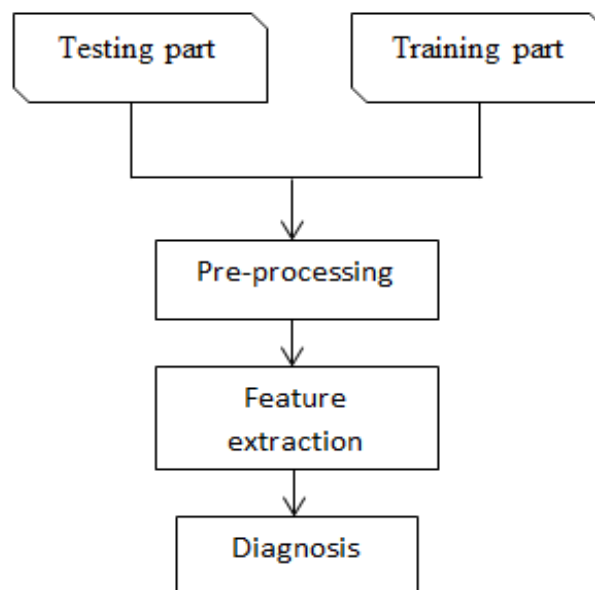 Testing part
Training part
Pre-processing
Feature
extraction
Diagnosis